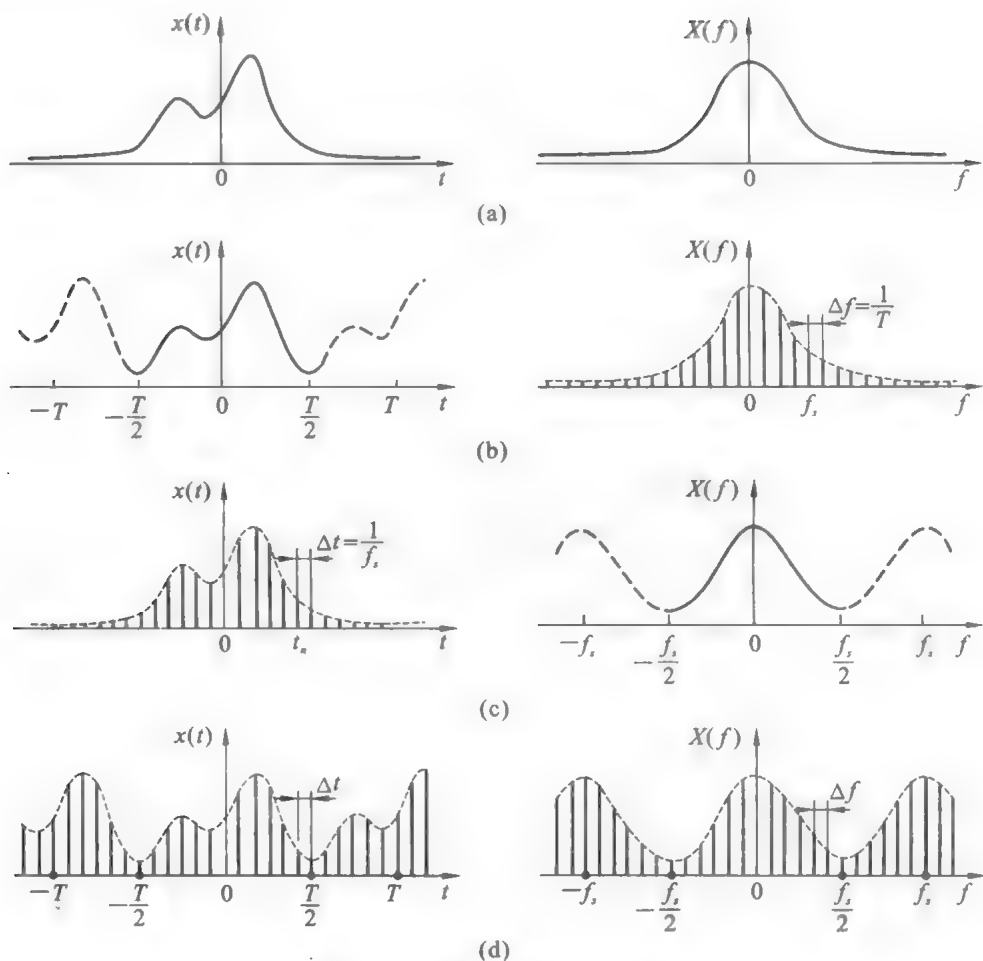 x(t) X(f)
0 t 0 f
(a)
x(t) X(f)
Δf=1/T
−T −T/2 0 T/2 T t 0 f_s f
(b)
x(t) X(f)
Δt=1/f_s
0 t_n t −f_s −f_s/2 0 f_s/2 f_s f
(c)
x(t) X(f)
Δt Δf
−T −T/2 0 T/2 T t −f_s −f_s/2 0 f_s/2 f_s f
(d)